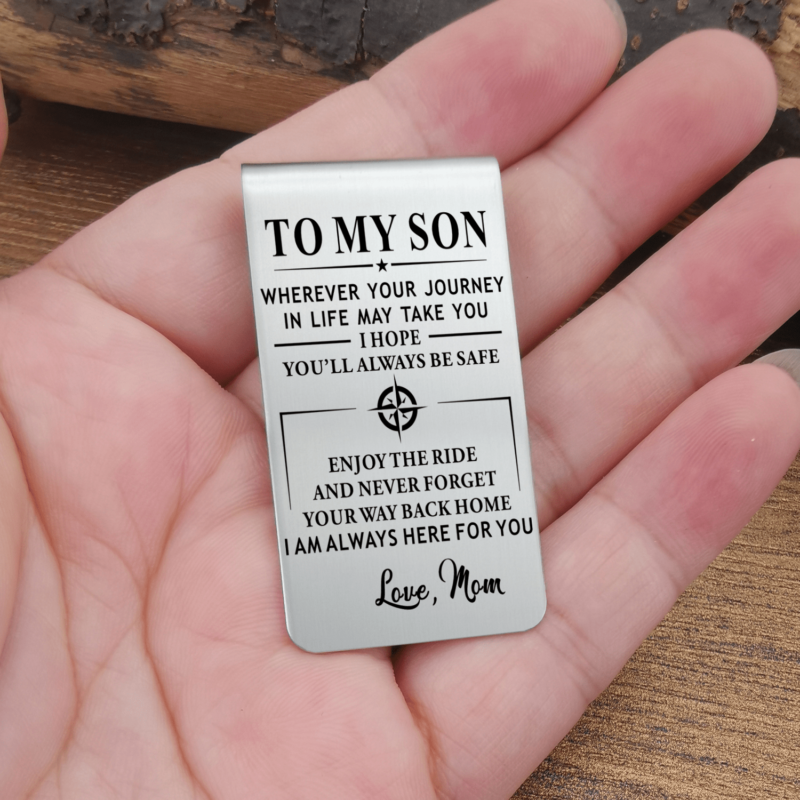 TO MY SON
WHEREVER YOUR JOURNEY
IN LIFE MAY TAKE YOU
I HOPE
YOU'LL ALWAYS BE SAFE
ENJOY THE RIDE
AND NEVER FORGET
YOUR WAY BACK HOME
I AM ALWAYS HERE FOR YOU
Love, Mom